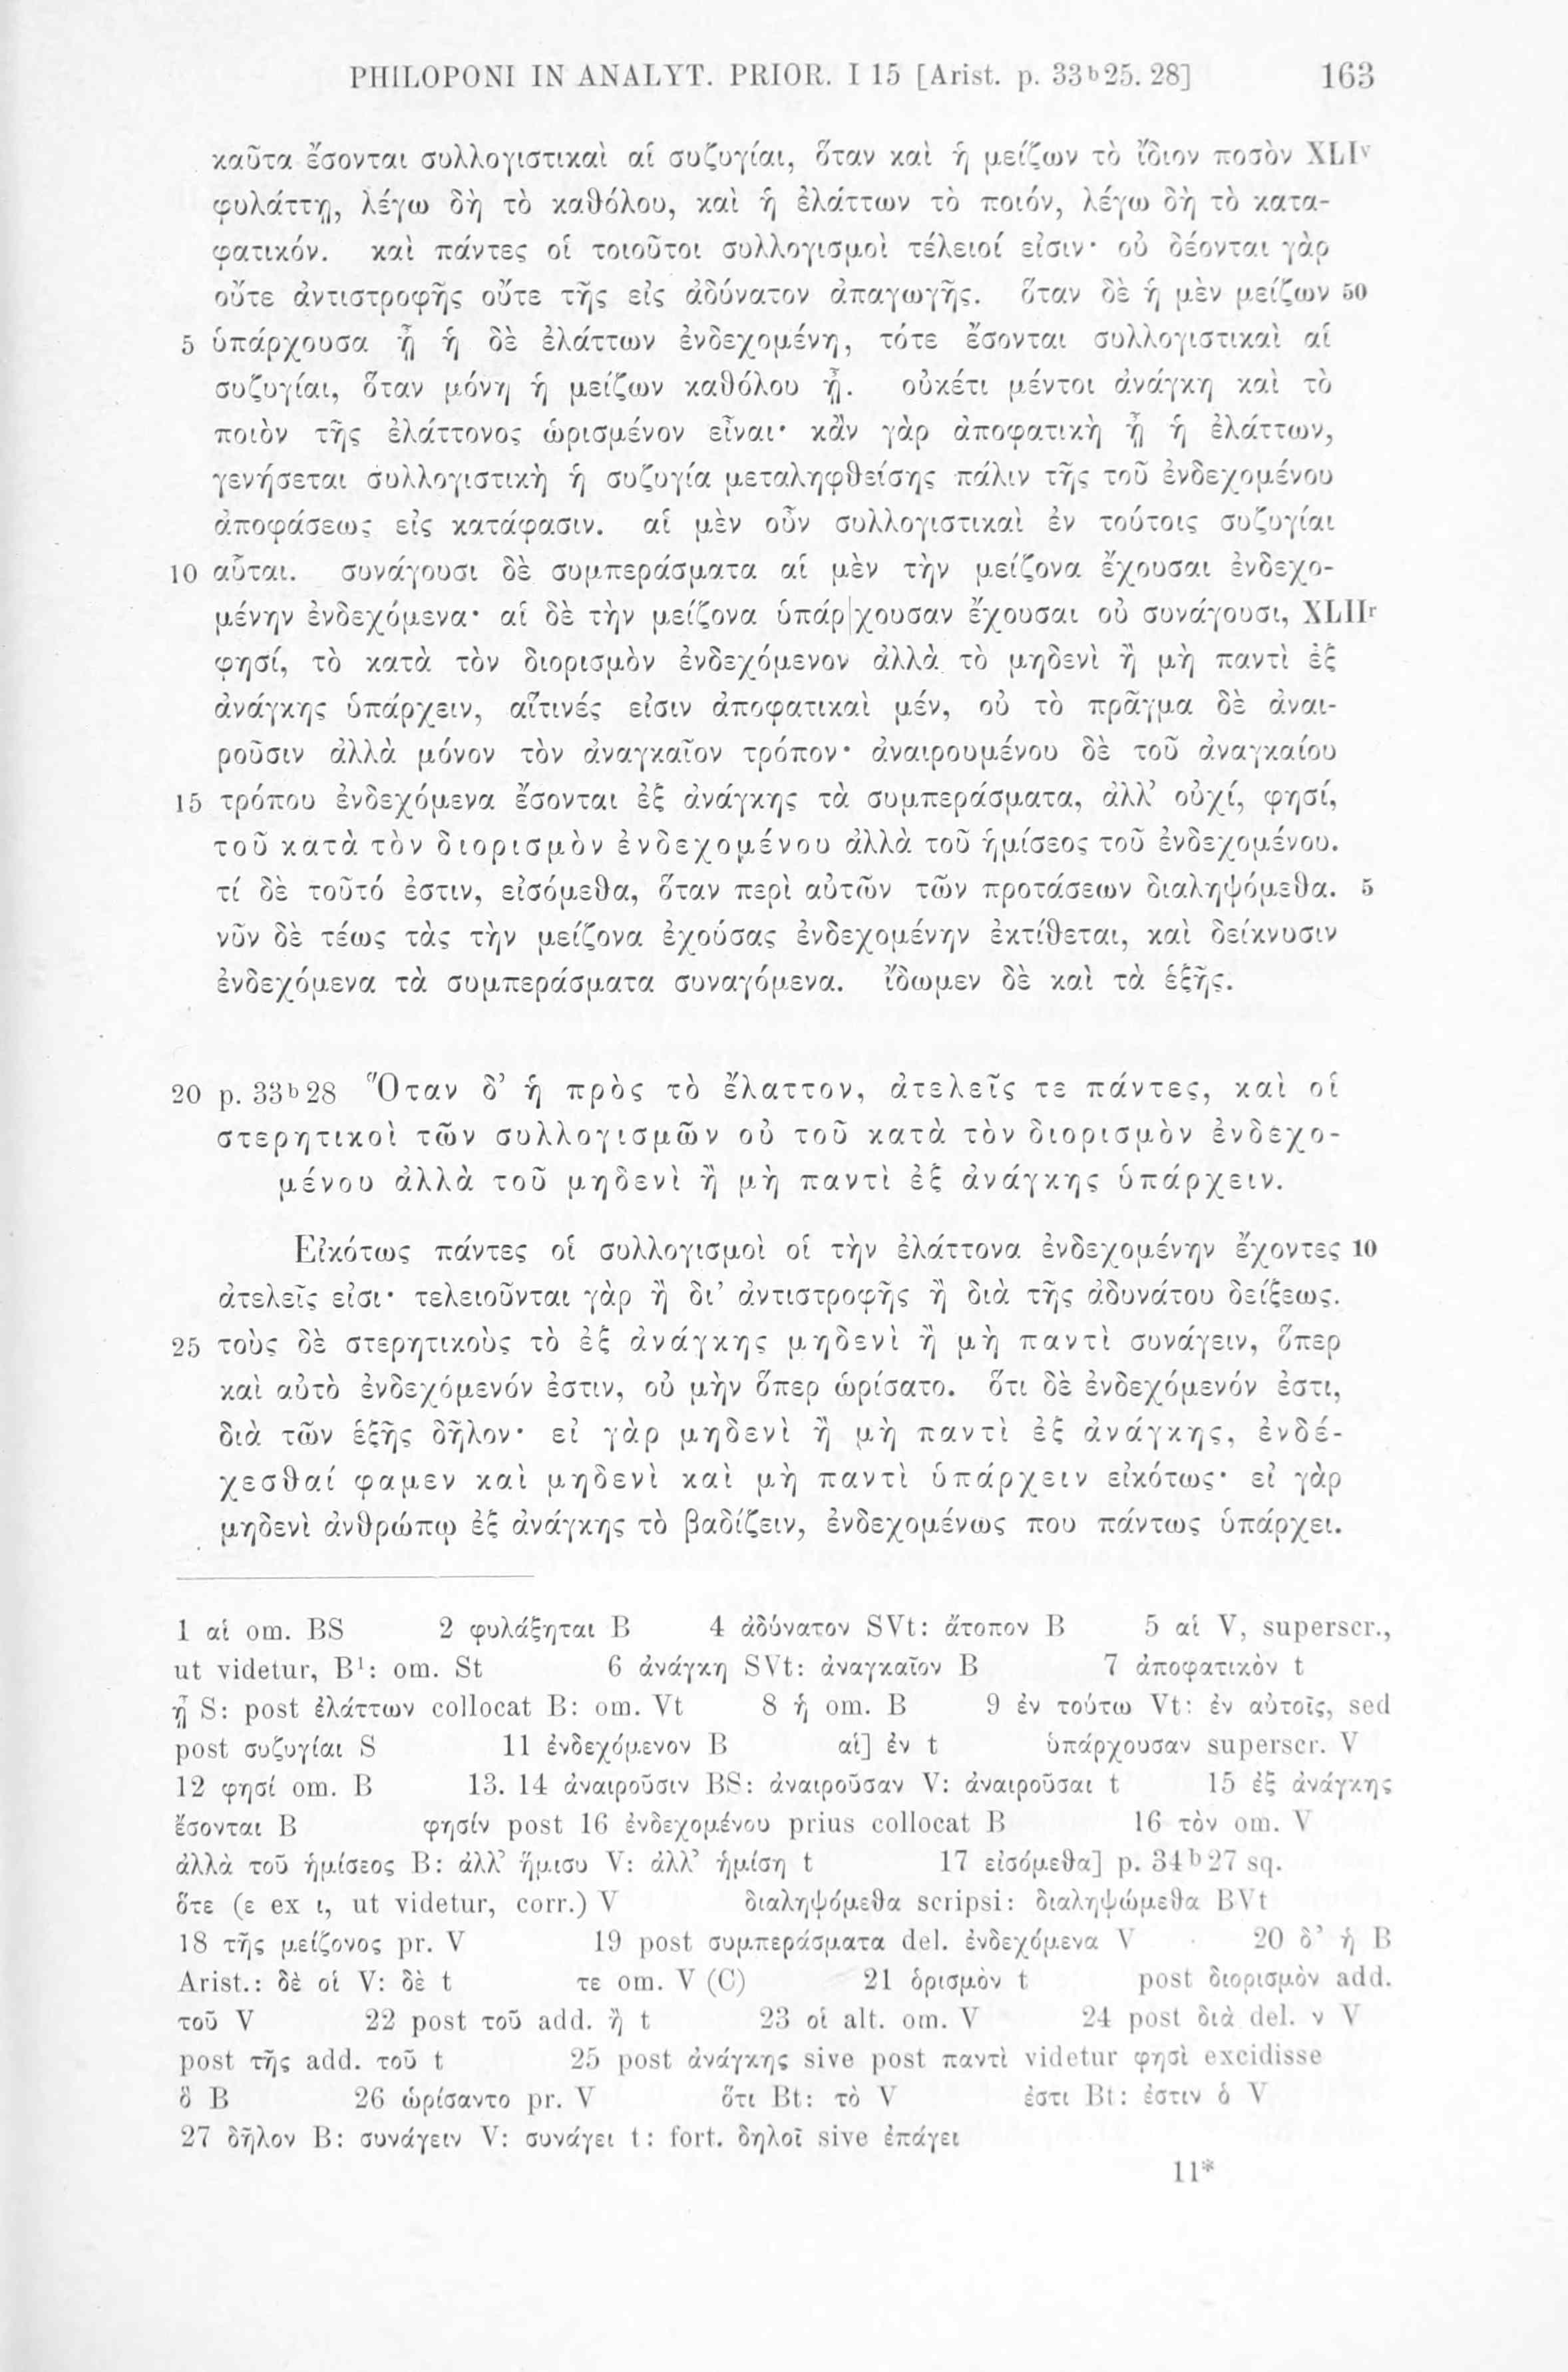 PHILOPONI IN ANALYT. PRIOR. I 15 [Arist. p. 33ᵇ25. 28] 163
καῦτα ἔσονται συλλογιστικαὶ αἱ συζυγίαι, ὅταν καὶ ἡ μείζων τὸ ἴδιον ποσὸν XLIᵛ
φυλάττῃ, λέγω δὴ τὸ καθόλου, καὶ ἡ ἐλάττων τὸ ποιόν, λέγω δὴ τὸ κατα-
φατικόν. καὶ πάντες οἱ τοιοῦτοι συλλογισμοὶ τέλειοί εἰσιν· οὐ δέονται γὰρ
οὔτε ἀντιστροφῆς οὔτε τῆς εἰς ἀδύνατον ἀπαγωγῆς. ὅταν δὲ ἡ μὲν μείζων 50
5 ὑπάρχουσα ᾖ ἡ δὲ ἐλάττων ἐνδεχομένη, τότε ἔσονται συλλογιστικαὶ αἱ
συζυγίαι, ὅταν μόνη ἡ μείζων καθόλου ᾖ. οὐκέτι μέντοι ἀνάγκη καὶ τὸ
ποιὸν τῆς ἐλάττονος ὡρισμένον εἶναι· κἂν γὰρ ἀποφατικὴ ᾖ ἡ ἐλάττων,
γενήσεται συλλογιστικὴ ἡ συζυγία μεταληφθείσης πάλιν τῆς τοῦ ἐνδεχομένου
ἀποφάσεως εἰς κατάφασιν. αἱ μὲν οὖν συλλογιστικαὶ ἐν τούτοις συζυγίαι
10 αὗται. συνάγουσι δὲ συμπεράσματα αἱ μὲν τὴν μείζονα ἔχουσαι ἐνδεχο-
μένην ἐνδεχόμενα· αἱ δὲ τὴν μείζονα ὑπάρ|χουσαν ἔχουσαι οὐ συνάγουσι, XLIIʳ
φησί, τὸ κατὰ τὸν διορισμὸν ἐνδεχόμενον ἀλλὰ τὸ μηδενὶ ἢ μὴ παντὶ ἐξ
ἀνάγκης ὑπάρχειν, αἵτινές εἰσιν ἀποφατικαὶ μέν, οὐ τὸ πρᾶγμα δὲ ἀναι-
ροῦσιν ἀλλὰ μόνον τὸν ἀναγκαῖον τρόπον· ἀναιρουμένου δὲ τοῦ ἀναγκαίου
15 τρόπου ἐνδεχόμενα ἔσονται ἐξ ἀνάγκης τὰ συμπεράσματα, ἀλλ’ οὐχί, φησί,
τοῦ κατὰ τὸν διορισμὸν ἐνδεχομένου ἀλλὰ τοῦ ἡμίσεος τοῦ ἐνδεχομένου.
τί δὲ τοῦτό ἐστιν, εἰσόμεθα, ὅταν περὶ αὐτῶν τῶν προτάσεων διαληψόμεθα. 5
νῦν δὲ τέως τὰς τὴν μείζονα ἐχούσας ἐνδεχομένην ἐκτίθεται, καὶ δείκνυσιν
ἐνδεχόμενα τὰ συμπεράσματα συναγόμενα. ἴδωμεν δὲ καὶ τὰ ἑξῆς.
20 p. 33ᵇ28 Ὅταν δ’ ἡ πρὸς τὸ ἔλαττον, ἀτελεῖς τε πάντες, καὶ οἱ
στερητικοὶ τῶν συλλογισμῶν οὐ τοῦ κατὰ τὸν διορισμὸν ἐνδεχο-
μένου ἀλλὰ τοῦ μηδενὶ ἢ μὴ παντὶ ἐξ ἀνάγκης ὑπάρχειν.
Εἰκότως πάντες οἱ συλλογισμοὶ οἱ τὴν ἐλάττονα ἐνδεχομένην ἔχοντες 10
ἀτελεῖς εἰσι· τελειοῦνται γὰρ ἢ δι’ ἀντιστροφῆς ἢ διὰ τῆς ἀδυνάτου δείξεως.
25 τοὺς δὲ στερητικοὺς τὸ ἐξ ἀνάγκης μηδενὶ ἢ μὴ παντὶ συνάγειν, ὅπερ
καὶ αὐτὸ ἐνδεχόμενόν ἐστιν, οὐ μὴν ὅπερ ὡρίσατο. ὅτι δὲ ἐνδεχόμενόν ἐστι,
διὰ τῶν ἑξῆς δῆλον· εἰ γὰρ μηδενὶ ἢ μὴ παντὶ ἐξ ἀνάγκης, ἐνδέ-
χεσθαί φαμεν καὶ μηδενὶ καὶ μὴ παντὶ ὑπάρχειν εἰκότως· εἰ γὰρ
μηδενὶ ἀνθρώπῳ ἐξ ἀνάγκης τὸ βαδίζειν, ἐνδεχομένως που πάντως ὑπάρχει.
1 αἱ om. BS 2 φυλάξηται B 4 ἀδύνατον SVt: ἄτοπον B 5 αἱ V, superscr.,
ut videtur, B¹: om. St 6 ἀνάγκη SVt: ἀναγκαῖον B 7 ἀποφατικὸν t
ᾖ S: post ἐλάττων collocat B: om. Vt 8 ἡ om. B 9 ἐν τούτω Vt: ἐν αὐτοῖς, sed
post συζυγίαι S 11 ἐνδεχόμενον B αἱ] ἐν t ὑπάρχουσαν superscr. V
12 φησί om. B 13. 14 ἀναιροῦσιν BS: ἀναιροῦσαν V: ἀναιροῦσαι t 15 ἐξ ἀνάγκης
ἔσονται B φησίν post 16 ἐνδεχομένου prius collocat B 16 τὸν om. V
ἀλλὰ τοῦ ἡμίσεος B: ἀλλ’ ἥμισυ V: ἀλλ’ ἡμίση t 17 εἰσόμεθα] p. 34ᵇ27 sq.
ὅτε (ε ex ι, ut videtur, corr.) V διαληψόμεθα scripsi: διαληψώμεθα BVt
18 τῆς μείζονος pr. V 19 post συμπεράσματα del. ἐνδεχόμενα V 20 δ’ ἡ B
Arist.: δὲ οἱ V: δὲ t τε om. V (C) 21 ὁρισμὸν t post διορισμὸν add.
τοῦ V 22 post τοῦ add. ἢ t 23 οἱ alt. om. V 24 post διὰ del. ν V
post τῆς add. τοῦ t 25 post ἀνάγκης sive post παντὶ videtur φησὶ excidisse
ὃ B 26 ὡρίσαντο pr. V ὅτι Bt: τὸ V ἐστι Bt: ἐστιν ὁ V
27 δῆλον B: συνάγειν V: συνάγει t: fort. δηλοῖ sive ἐπάγει
11*